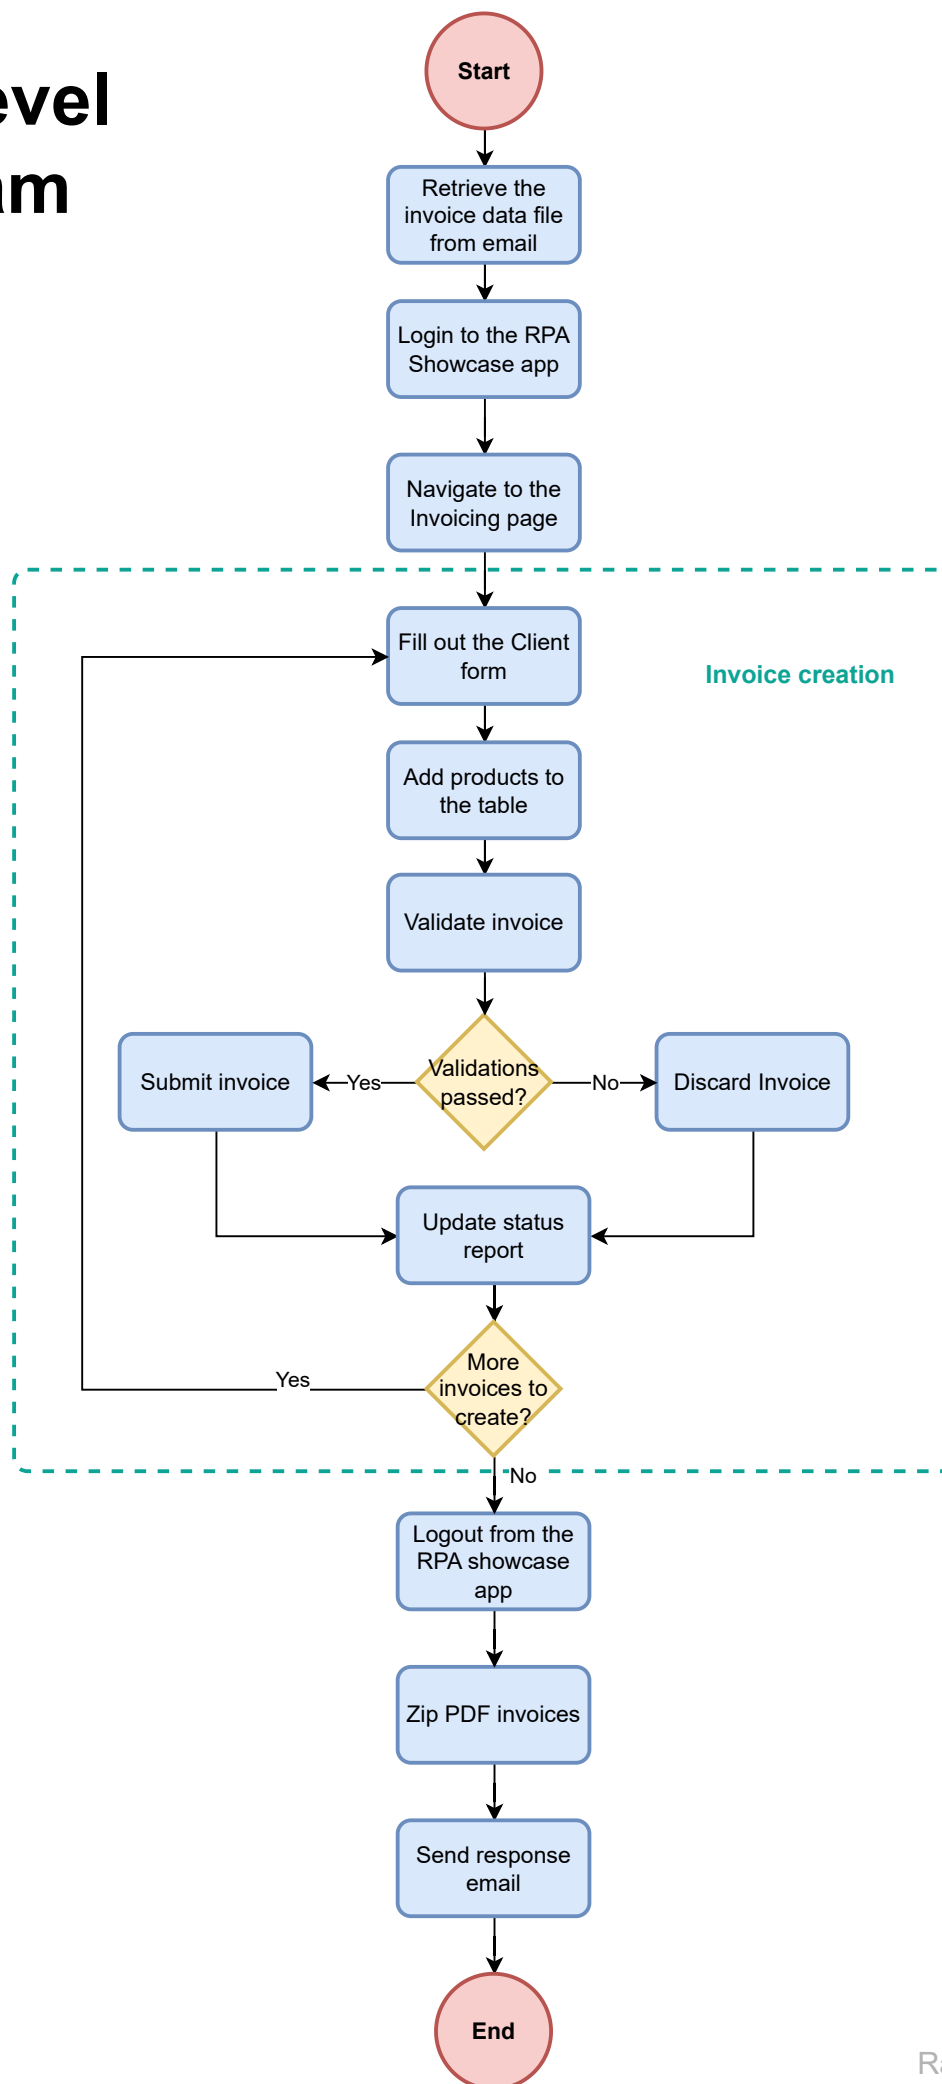 Start
evel
am
Retrieve the
invoice data file
from email
Login to the RPA
Showcase app
Navigate to the
Invoicing page
Fill out the Client
form
Invoice creation
Add products to
the table
Validate invoice
Submit invoice
Yes
Validations
passed?
No
Discard Invoice
Update status
report
Yes
More
invoices to
create?
No
Logout from the
RPA showcase
app
Zip PDF invoices
Send response
email
End
Ra